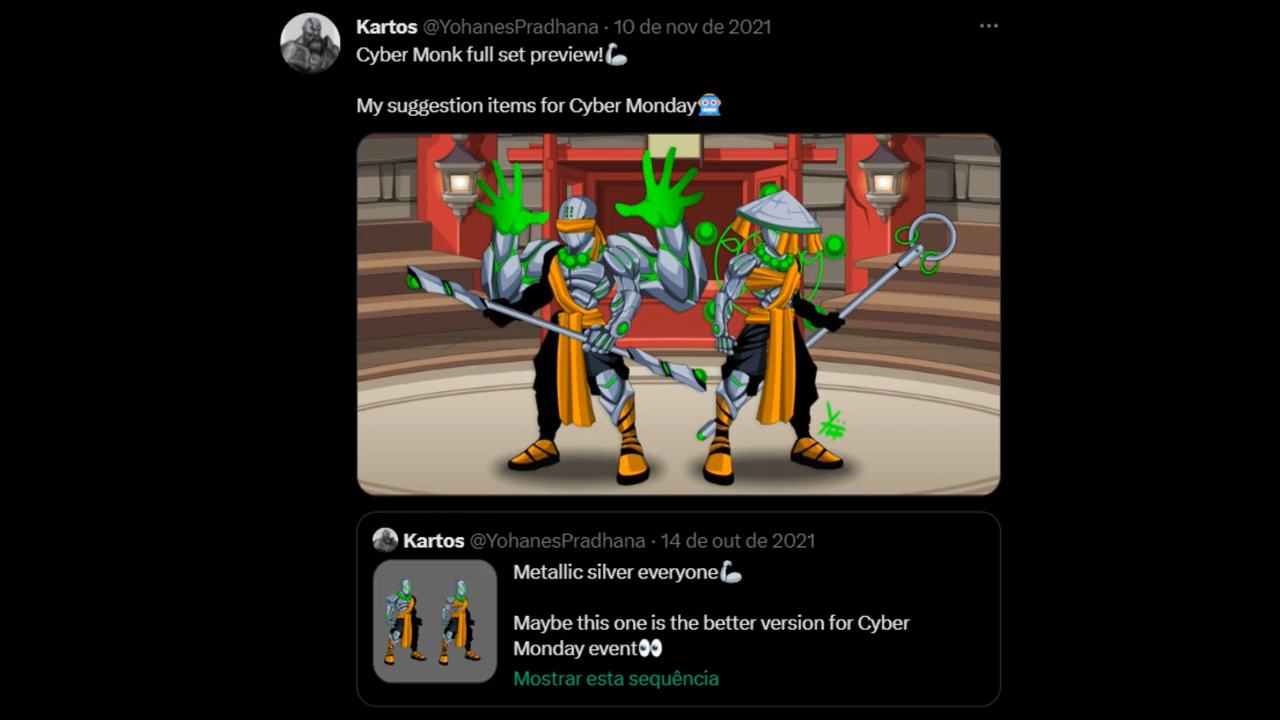 Kartos @YohanesPradhana · 10 de nov de 2021
Cyber Monk full set preview!🦾
My suggestion items for Cyber Monday🤖
Kartos @YohanesPradhana · 14 de out de 2021
Metallic silver everyone🦾
Maybe this one is the better version for Cyber
Monday event👀
Mostrar esta sequência